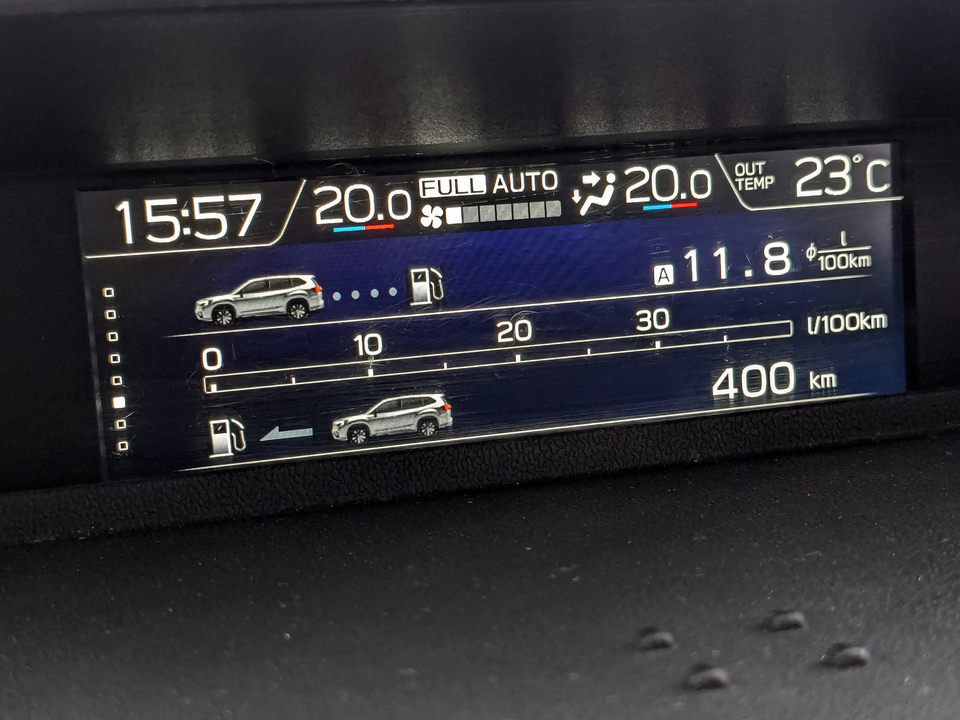 15:57 20.0 FULL AUTO 20.0 OUT TEMP 23°C
A 11.8 ϕ l/100km
0 10 20 30 l/100km
400 km